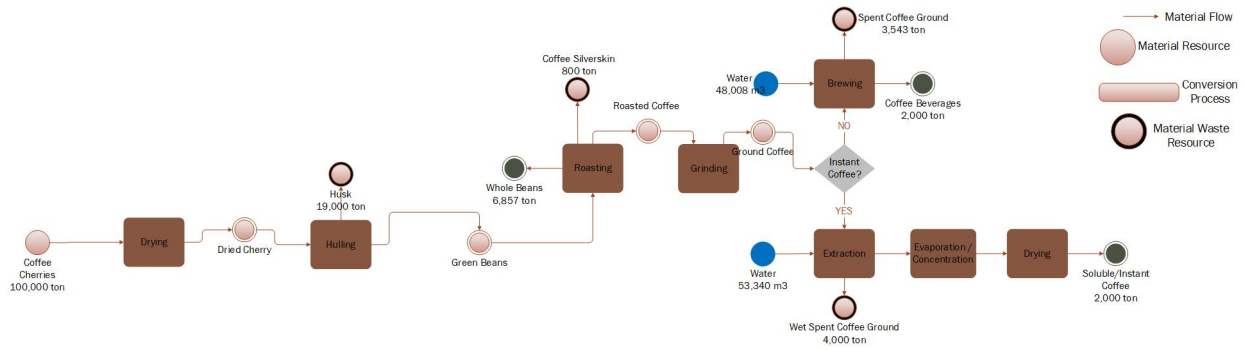 Coffee
Cherries
100,000 ton
Drying
Dried Cherry
Husk
19,000 ton
Hulling
Green Beans
Coffee Silverskin
800 ton
Whole Beans
6,857 ton
Roasting
Roasted Coffee
Grinding
Ground Coffee
Instant
Coffee?
NO
YES
Water
48,008 m3
Brewing
Spent Coffee Ground
3,543 ton
Coffee Beverages
2,000 ton
Water
53,340 m3
Extraction
Wet Spent Coffee Ground
4,000 ton
Evaporation /
Concentration
Drying
Soluble/Instant
Coffee
2,000 ton
Material Flow
Material Resource
Conversion
Process
Material Waste
Resource